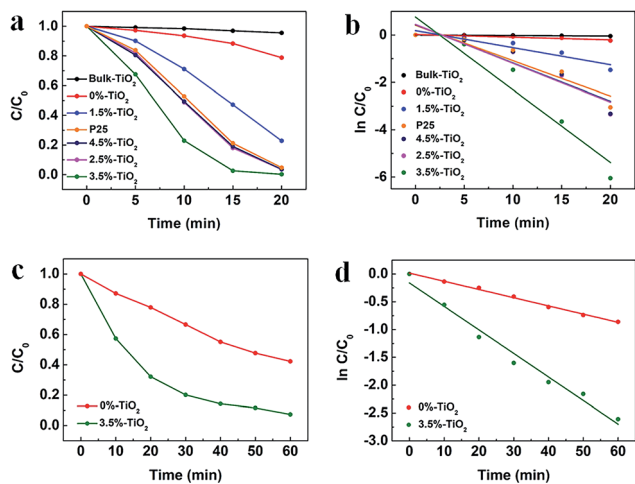 a
C/C0
1.0
0.8
0.6
0.4
0.2
0.0
Bulk-TiO2
0%-TiO2
1.5%-TiO2
P25
4.5%-TiO2
2.5%-TiO2
3.5%-TiO2
0 5 10 15 20
Time (min)
b
ln C/C0
0
-2
-4
-6
Bulk-TiO2
0%-TiO2
1.5%-TiO2
P25
4.5%-TiO2
2.5%-TiO2
3.5%-TiO2
0 5 10 15 20
Time (min)
c
C/C0
1.0
0.8
0.6
0.4
0.2
0.0
0%-TiO2
3.5%-TiO2
0 10 20 30 40 50 60
Time (min)
d
ln C/C0
0.0
-0.5
-1.0
-1.5
-2.0
-2.5
-3.0
0%-TiO2
3.5%-TiO2
0 10 20 30 40 50 60
Time (min)